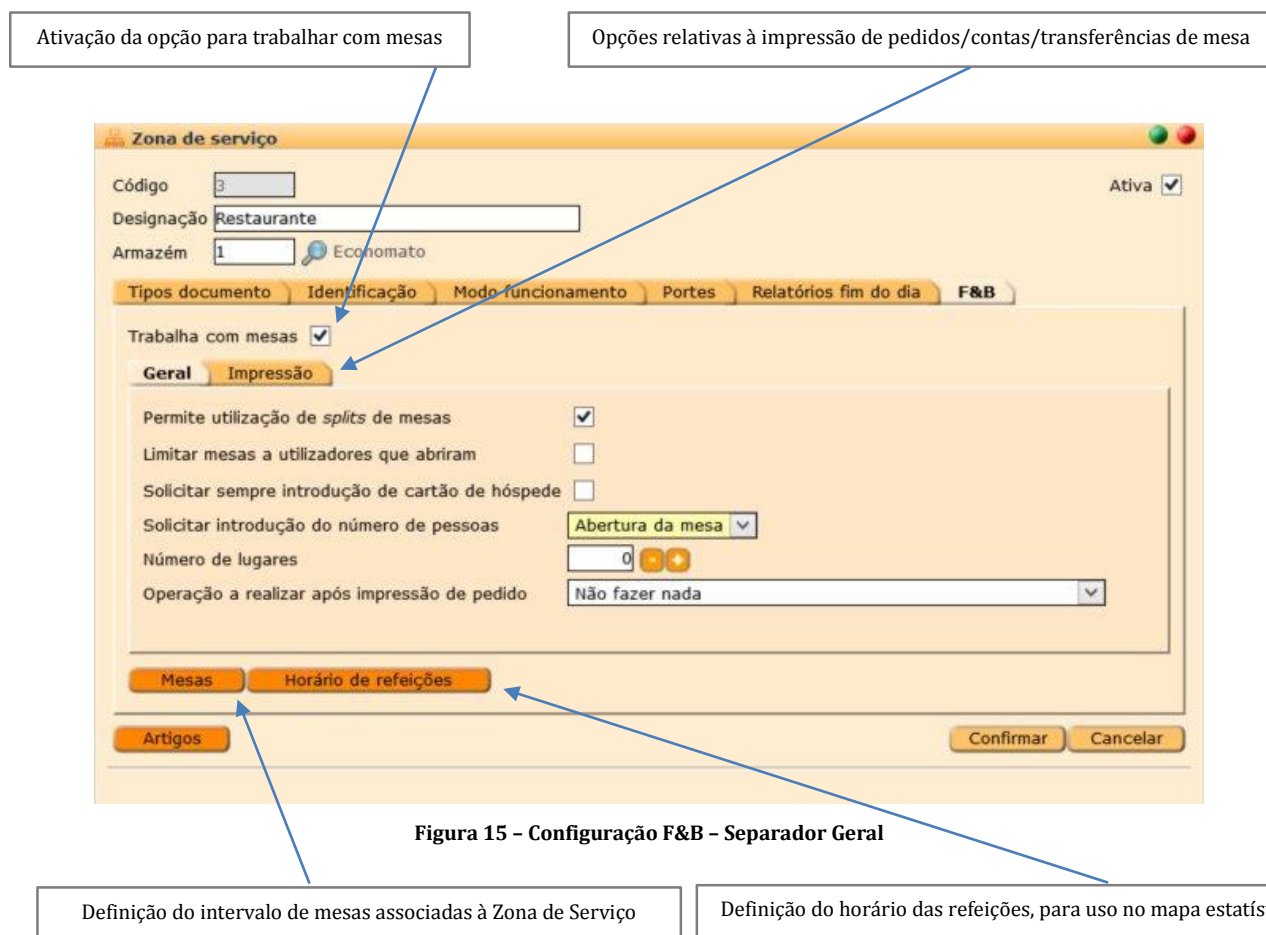 Ativação da opção para trabalhar com mesas
Opções relativas à impressão de pedidos/contas/transferências de mesa
Zona de serviço
Código 3 Ativa
Designação Restaurante
Armazém 1 Economato
Tipos documento Identificação Modo funcionamento Portes Relatórios fim do dia F&B
Trabalha com mesas
Geral Impressão
Permite utilização de splits de mesas
Limitar mesas a utilizadores que abriram
Solicitar sempre introdução de cartão de hóspede
Solicitar introdução do número de pessoas Abertura da mesa
Número de lugares 0
Operação a realizar após impressão de pedido Não fazer nada
Mesas Horário de refeições
Artigos Confirmar Cancelar
Figura 15 – Configuração F&B – Separador Geral
Definição do intervalo de mesas associadas à Zona de Serviço
Definição do horário das refeições, para uso no mapa